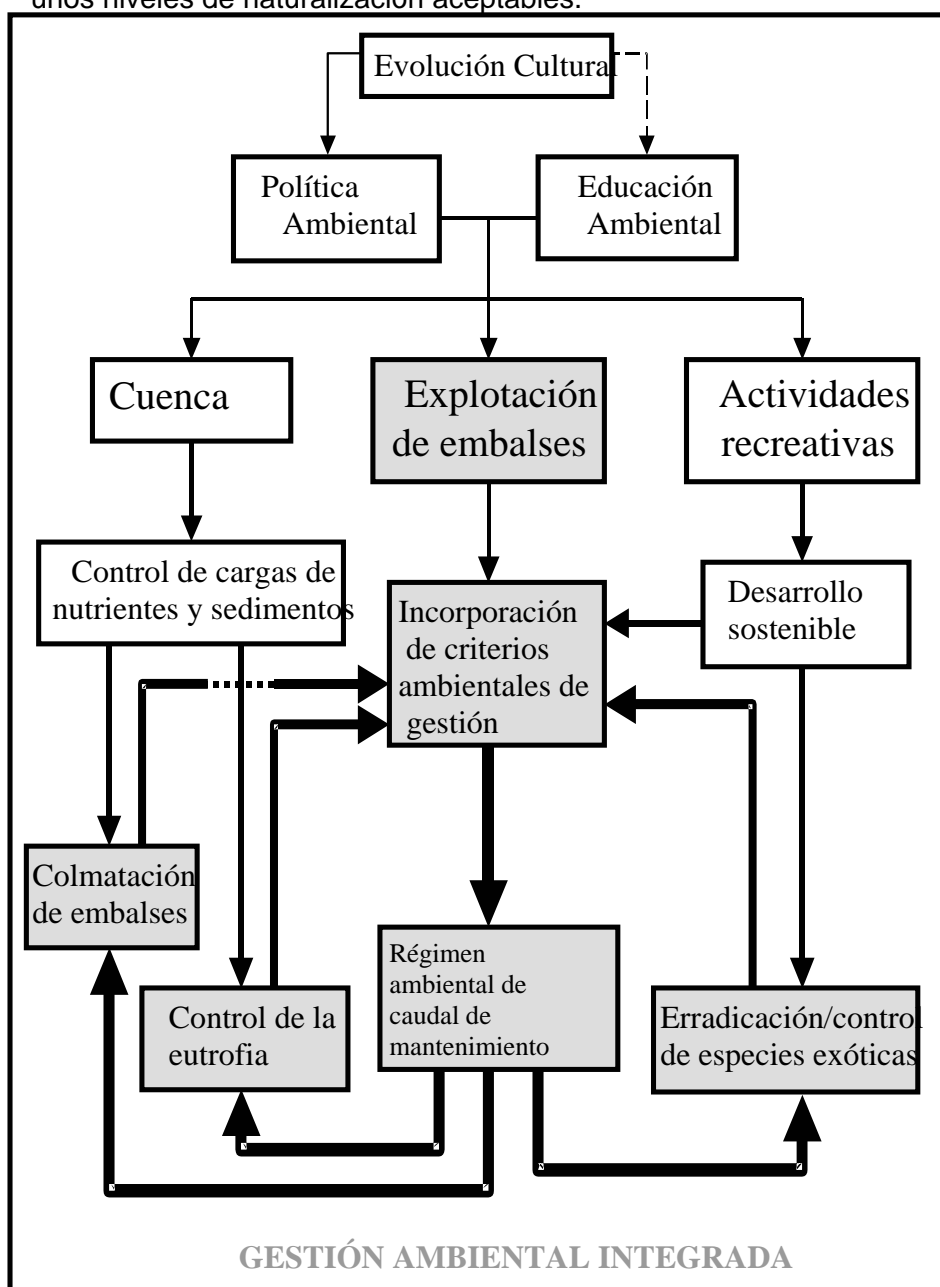 unos niveles de naturalización aceptables.
Evolución Cultural
Política
Ambiental
Educación
Ambiental
Cuenca
Explotación
de embalses
Actividades
recreativas
Control de cargas de
nutrientes y sedimentos
Incorporación
de criterios
ambientales de
gestión
Desarrollo
sostenible
Colmatación
de embalses
Control de la
eutrofia
Régimen
ambiental de
caudal de
mantenimiento
Erradicación/control
de especies exóticas
GESTIÓN AMBIENTAL INTEGRADA